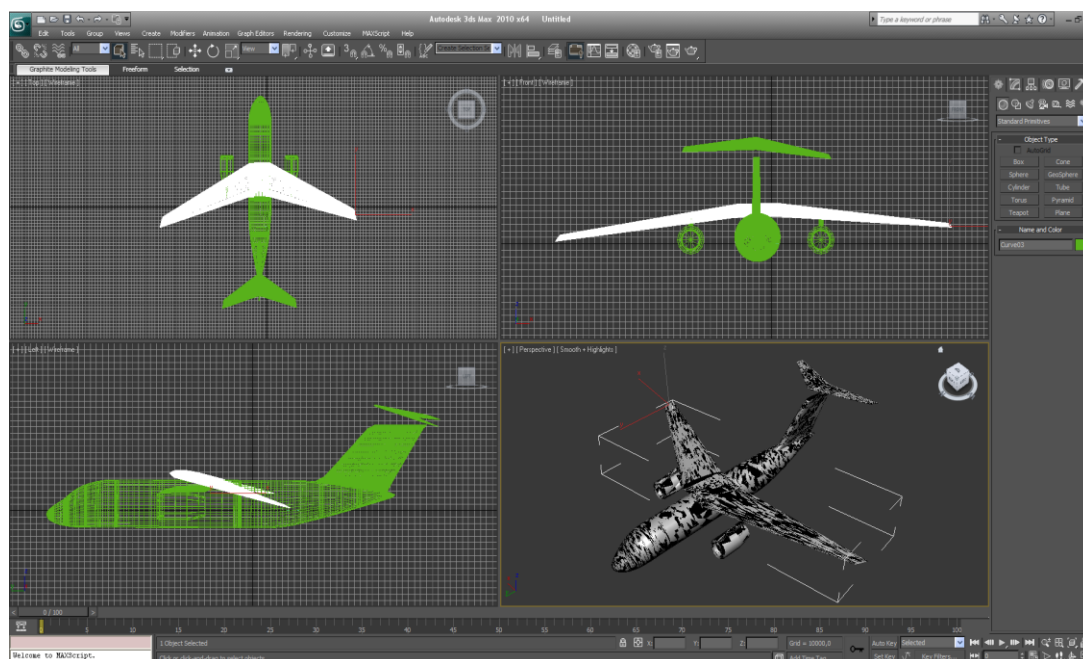 Autodesk 3ds Max 2010 x64 Untitled
Type a keyword or phrase
Edit Tools Group Views Create Modifiers Animation Graph Editors Rendering Customize MAXScript Help
All
View
Create Selection Se
Graphite Modeling Tools Freeform Selection
[ + ] [ Top ] [ Wireframe ]
[ + ] [ Front ] [ Wireframe ]
Standard Primitives
Object Type
AutoGrid
Box Cone
Sphere GeoSphere
Cylinder Tube
Torus Pyramid
Teapot Plane
Name and Color
Curve03
[ + ] [ Left ] [ Wireframe ]
[ + ] [ Perspective ] [ Smooth + Highlights ]
0 / 100
0 5 10 15 20 25 30 35 40 45 50 55 60 65 70 75 80 85 90 95 100
1 Object Selected
X: Y: Z: Grid = 10000,0
Auto Key Selected
Welcome to MAXScript.
Click or click-and-drag to select objects
Add Time Tag
Set Key Key Filters...